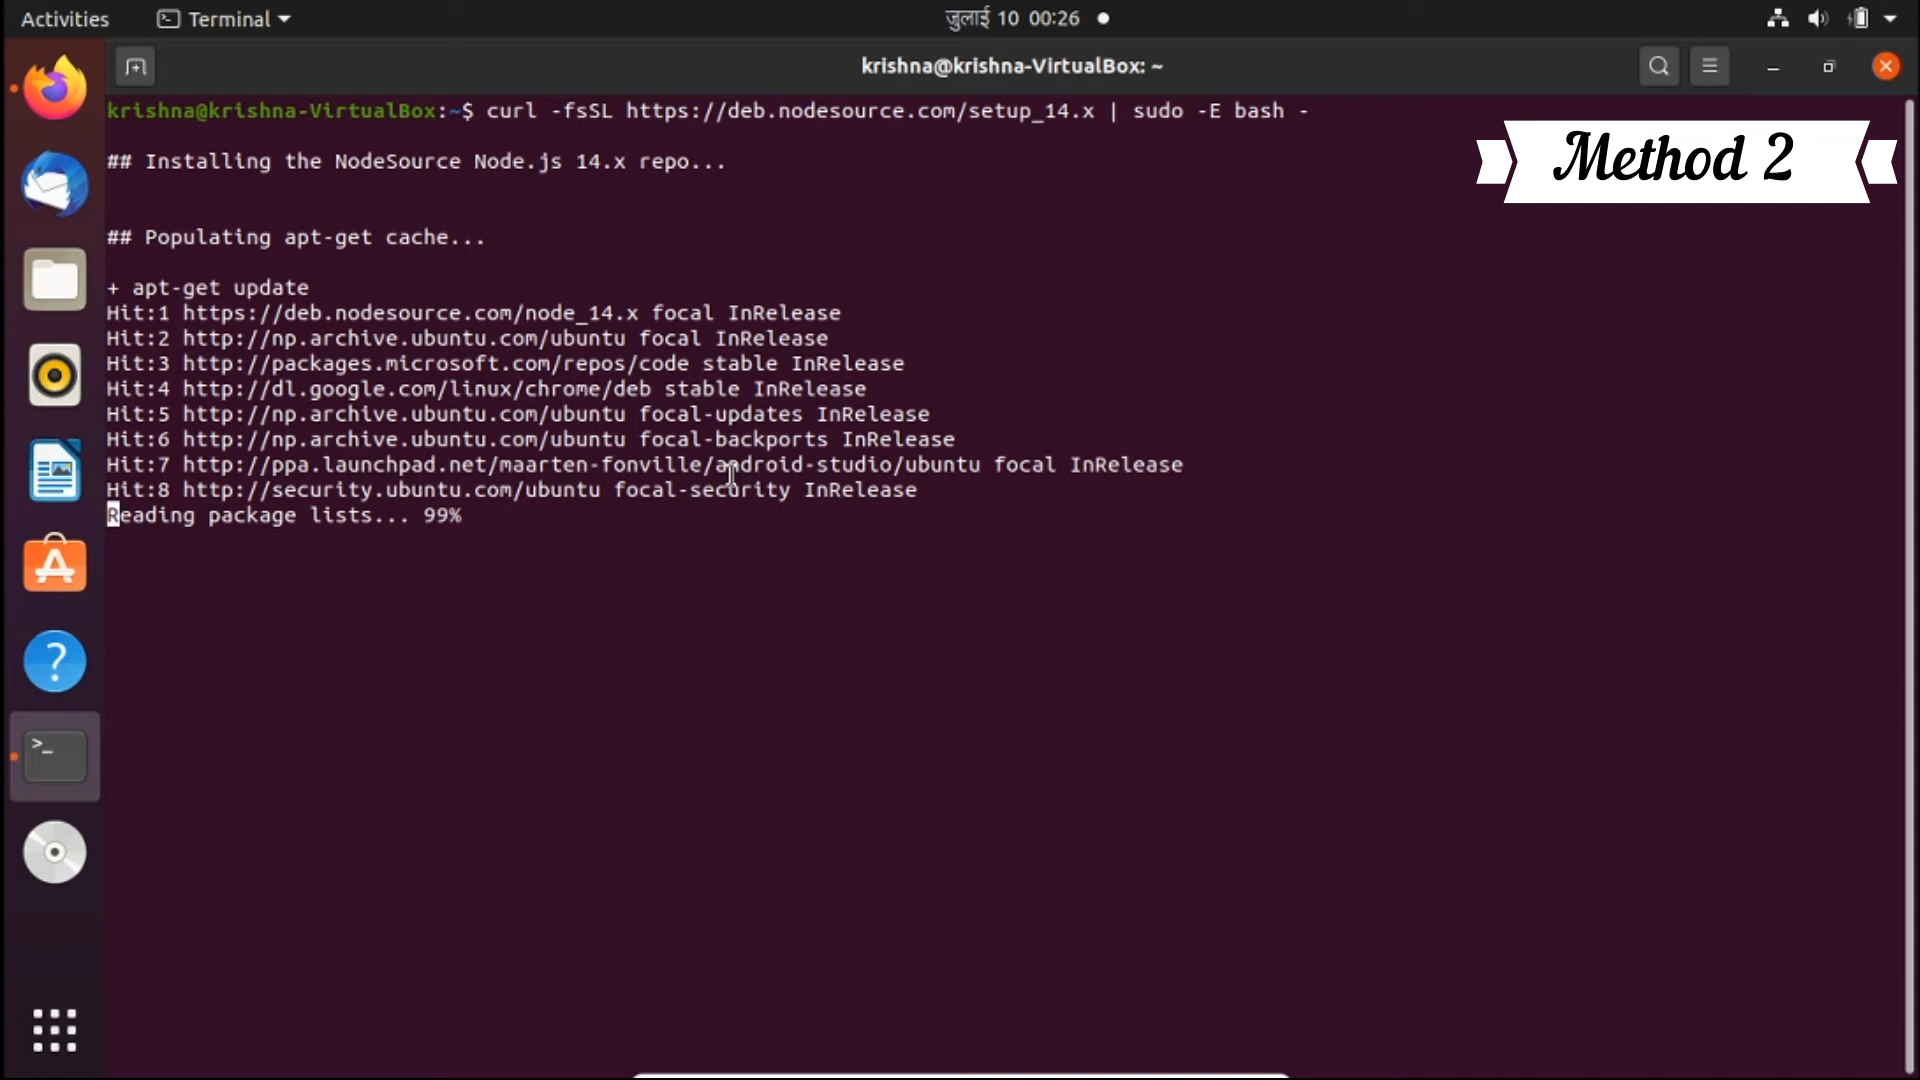 Activities
Terminal
जुलाई 10 00:26
krishna@krishna-VirtualBox: ~
krishna@krishna-VirtualBox:~$ curl -fsSL https://deb.nodesource.com/setup_14.x | sudo -E bash -
Method 2
## Installing the NodeSource Node.js 14.x repo...
## Populating apt-get cache...
+ apt-get update
Hit:1 https://deb.nodesource.com/node_14.x focal InRelease
Hit:2 http://np.archive.ubuntu.com/ubuntu focal InRelease
Hit:3 http://packages.microsoft.com/repos/code stable InRelease
Hit:4 http://dl.google.com/linux/chrome/deb stable InRelease
Hit:5 http://np.archive.ubuntu.com/ubuntu focal-updates InRelease
Hit:6 http://np.archive.ubuntu.com/ubuntu focal-backports InRelease
Hit:7 http://ppa.launchpad.net/maarten-fonville/android-studio/ubuntu focal InRelease
Hit:8 http://security.ubuntu.com/ubuntu focal-security InRelease
Reading package lists... 99%